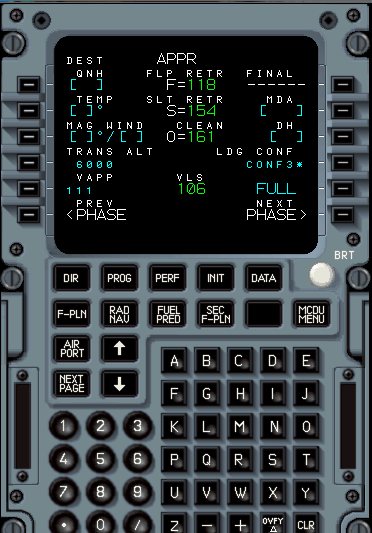 DEST APPR
QNH FLP RETR FINAL
[ ] F=118 ------
TEMP SLT RETR MDA
[ ]° S=154 [ ]
MAG WIND CLEAN DH
[ ]°/[ ] O=161 [ ]
TRANS ALT LDG CONF
6000 CONF3*
VAPP VLS
111 106 FULL
PREV NEXT
<PHASE PHASE>
BRT
DIR PROG PERF INIT DATA
F-PLN RAD NAV FUEL PRED SEC F-PLN MCDU MENU
AIR PORT ↑
NEXT PAGE ↓
A B C D E
F G H I J
1 2 3 K L M N O
4 5 6 P Q R S T
7 8 9 U V W X Y
• 0 / Z − + OVFY Δ CLR